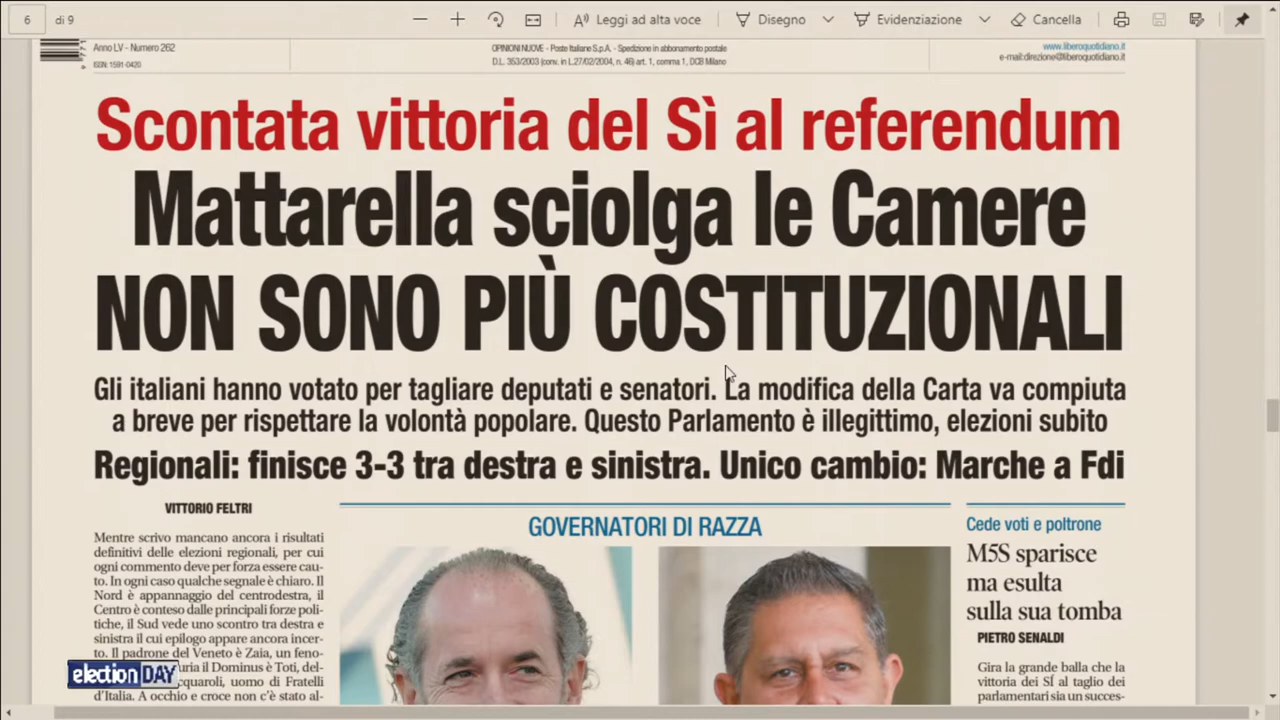 6 di 9
Leggi ad alta voce
Disegno
Evidenziazione
Cancella
Anno LV - Numero 262
ISSN: 1591-0420
OPINIONI NUOVE - Poste Italiane S.p.A. - Spedizione in abbonamento postale
D.L. 353/2003 (conv. in L.27/02/2004, n. 46) art. 1, comma 1, DCB Milano
www.liberoquotidiano.it
e-mail:direzione@liberoquotidiano.it
Scontata vittoria del Sì al referendum
Mattarella sciolga le Camere
NON SONO PIÙ COSTITUZIONALI
Gli italiani hanno votato per tagliare deputati e senatori. La modifica della Carta va compiuta
a breve per rispettare la volontà popolare. Questo Parlamento è illegittimo, elezioni subito
Regionali: finisce 3-3 tra destra e sinistra. Unico cambio: Marche a Fdi
VITTORIO FELTRI
Mentre scrivo mancano ancora i risultati
definitivi delle elezioni regionali, per cui
ogni commento deve per forza essere cau-
to. In ogni caso qualche segnale è chiaro. Il
Nord è appannaggio del centrodestra, il
Centro è conteso dalle principali forze poli-
tiche, il Sud vede uno scontro tra destra e
sinistra il cui epilogo appare ancora incer-
to. Il padrone del Veneto è Zaia, un feno-
uria il Dominus è Toti, del-
cquaroli, uomo di Fratelli
d'Italia. A occhio e croce non c'è stato al-
election DAY
GOVERNATORI DI RAZZA
Cede voti e poltrone
M5S sparisce
ma esulta
sulla sua tomba
PIETRO SENALDI
Gira la grande balla che la
vittoria dei SÍ al taglio dei
parlamentari sia un succes-